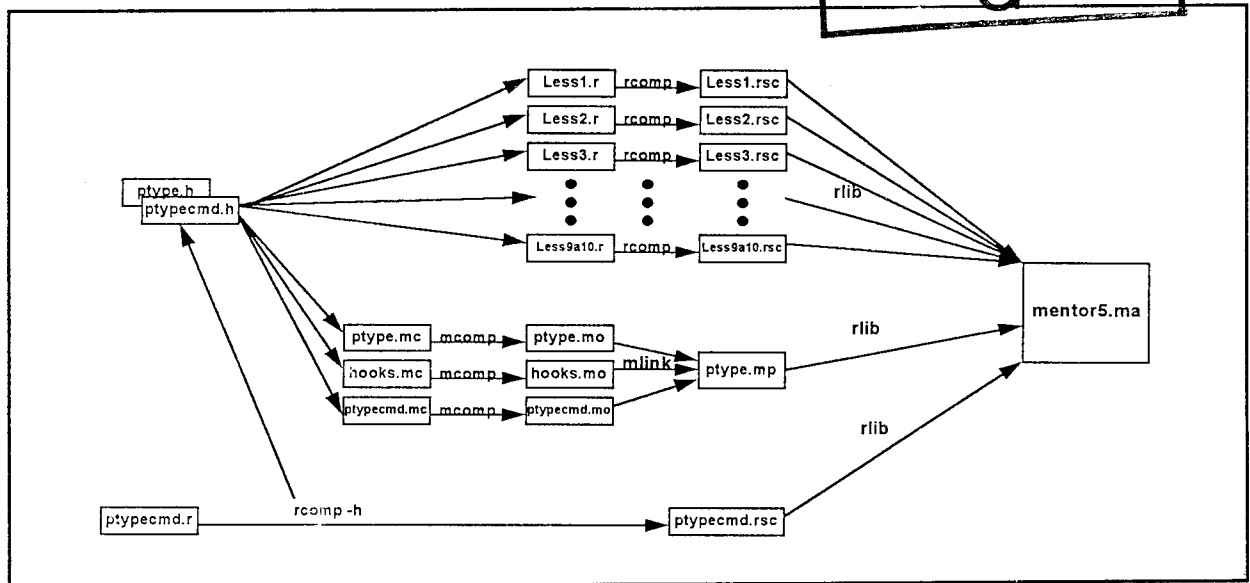 Less1.r rcomp Less1.rsc
Less2.r rcomp Less2.rsc
Less3.r rcomp Less3.rsc
ptype.h
ptypecmd.h
rlib
Less9a10.r rcomp Less9a10.rsc
mentor5.ma
ptype.mc mcomp ptype.mo
rlib
hooks.mc mcomp hooks.mo mlink ptype.mp
ptypecmd.mc mcomp ptypecmd.mo
rlib
rcomp -h
ptypecmd.r ptypecmd.rsc